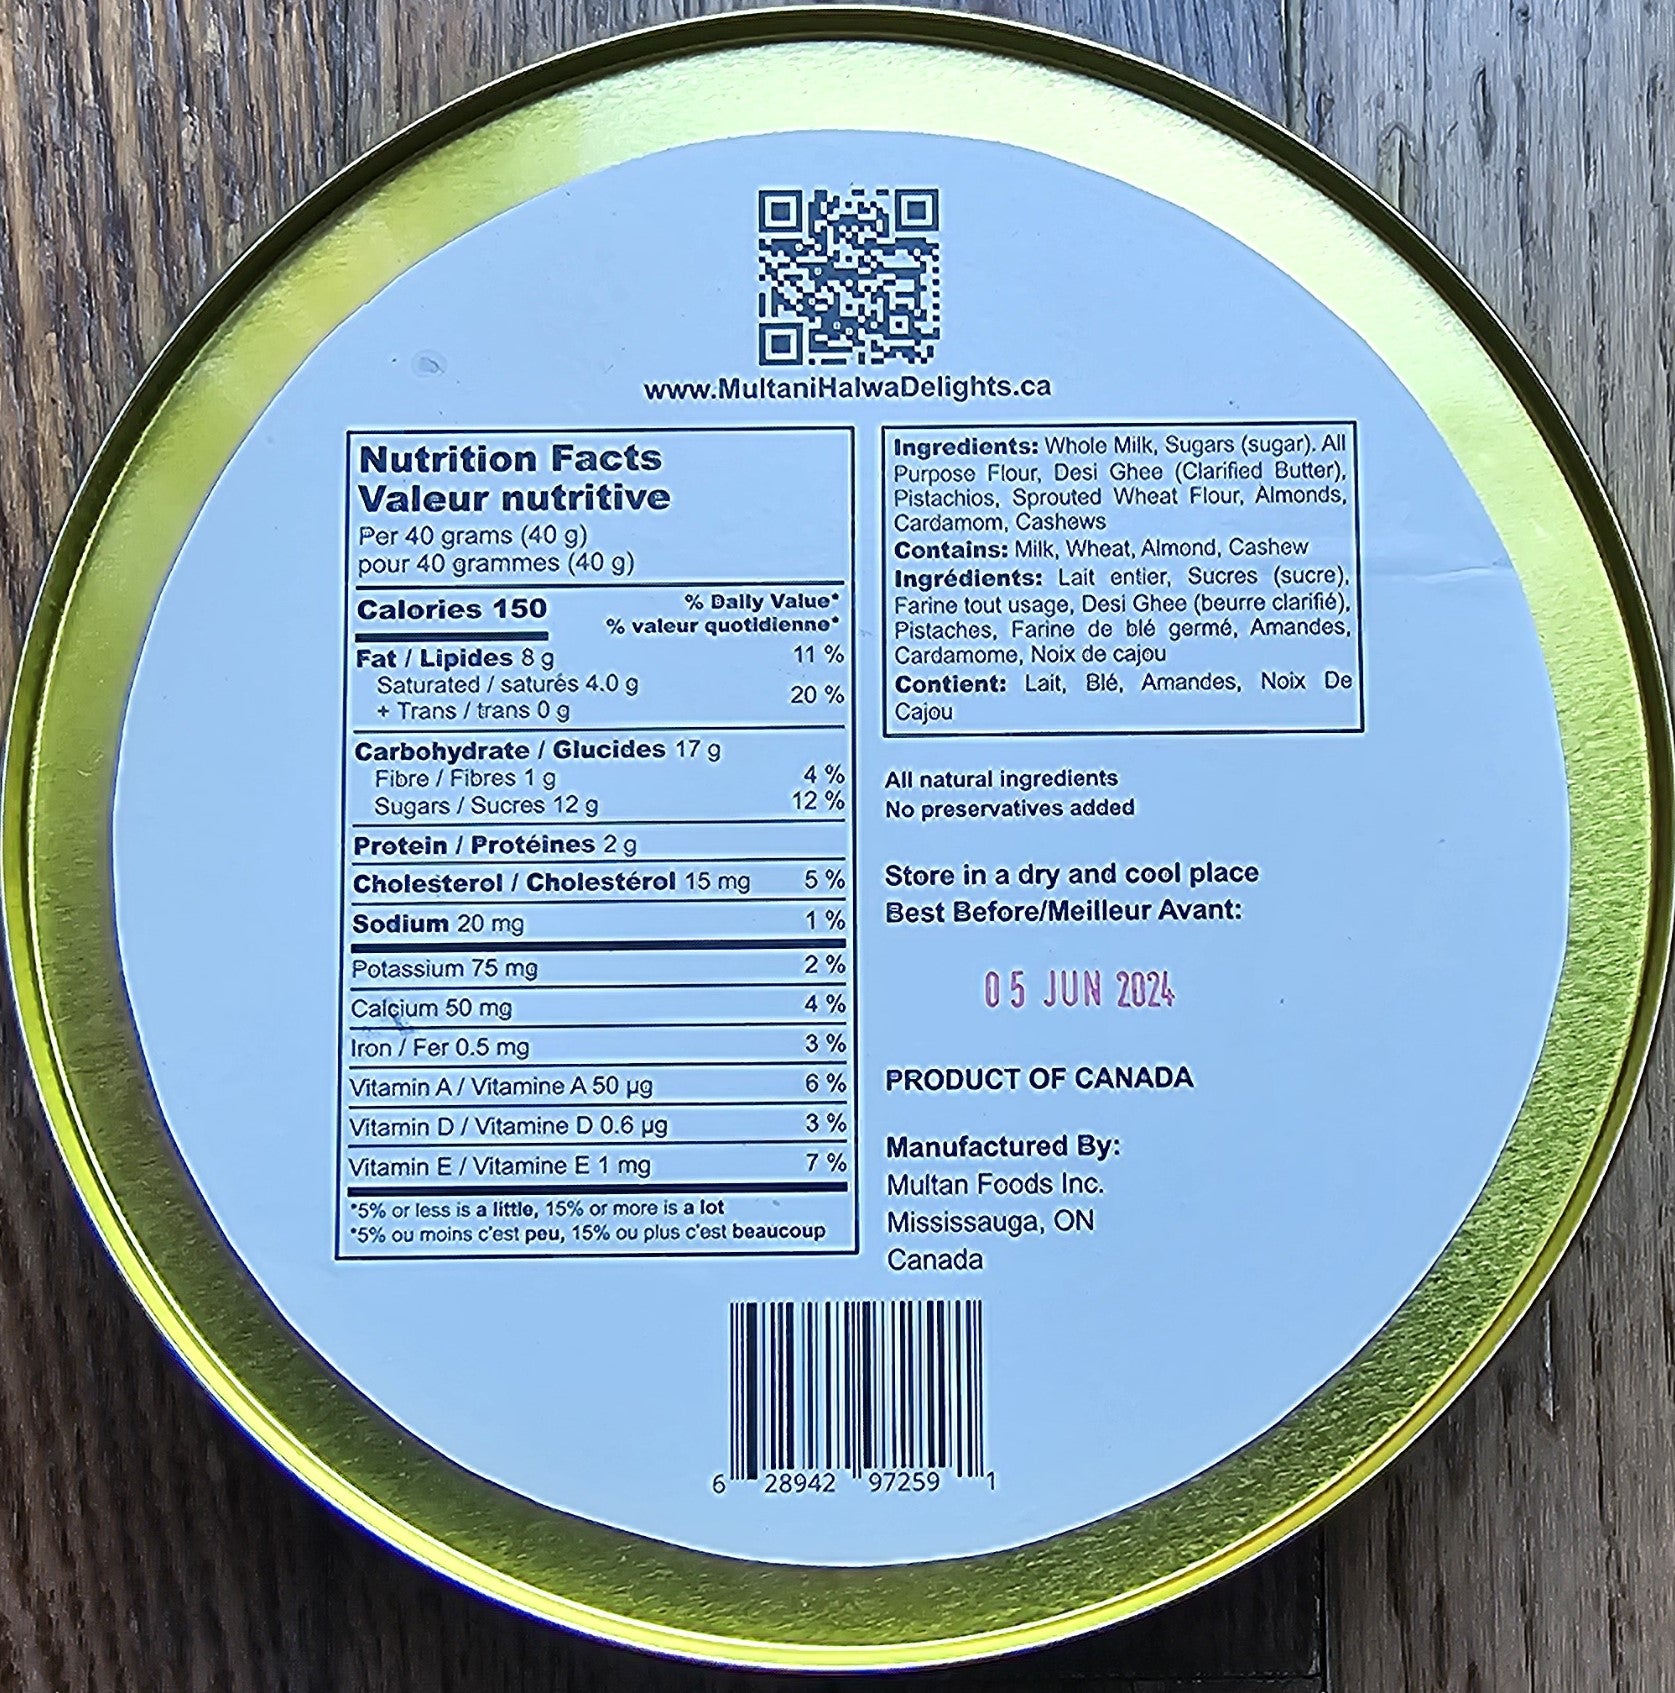 www.MultaniHalwaDelights.ca
Nutrition Facts
Valeur nutritive
Per 40 grams (40 g)
pour 40 grammes (40 g)
Calories 150
% Daily Value*
% valeur quotidienne*
Fat / Lipides 8 g 11 %
Saturated / saturés 4.0 g
+ Trans / trans 0 g
20 %
Carbohydrate / Glucides 17 g
Fibre / Fibres 1 g 4 %
Sugars / Sucres 12 g 12 %
Protein / Protéines 2 g
Cholesterol / Cholestérol 15 mg 5 %
Sodium 20 mg 1 %
Potassium 75 mg 2 %
Calcium 50 mg 4 %
Iron / Fer 0.5 mg 3 %
Vitamin A / Vitamine A 50 µg 6 %
Vitamin D / Vitamine D 0.6 µg 3 %
Vitamin E / Vitamine E 1 mg 7 %
*5% or less is a little, 15% or more is a lot
*5% ou moins c'est peu, 15% ou plus c'est beaucoup
Ingredients: Whole Milk, Sugars (sugar). All
Purpose Flour, Desi Ghee (Clarified Butter),
Pistachios, Sprouted Wheat Flour, Almonds,
Cardamom, Cashews
Contains: Milk, Wheat, Almond, Cashew
Ingrédients: Lait entier, Sucres (sucre),
Farine tout usage, Desi Ghee (beurre clarifié),
Pistaches, Farine de blé germé, Amandes,
Cardamome, Noix de cajou
Contient: Lait, Blé, Amandes, Noix De
Cajou
All natural ingredients
No preservatives added
Store in a dry and cool place
Best Before/Meilleur Avant:
05 JUN 2024
PRODUCT OF CANADA
Manufactured By:
Multan Foods Inc.
Mississauga, ON
Canada
6 28942 97259 1